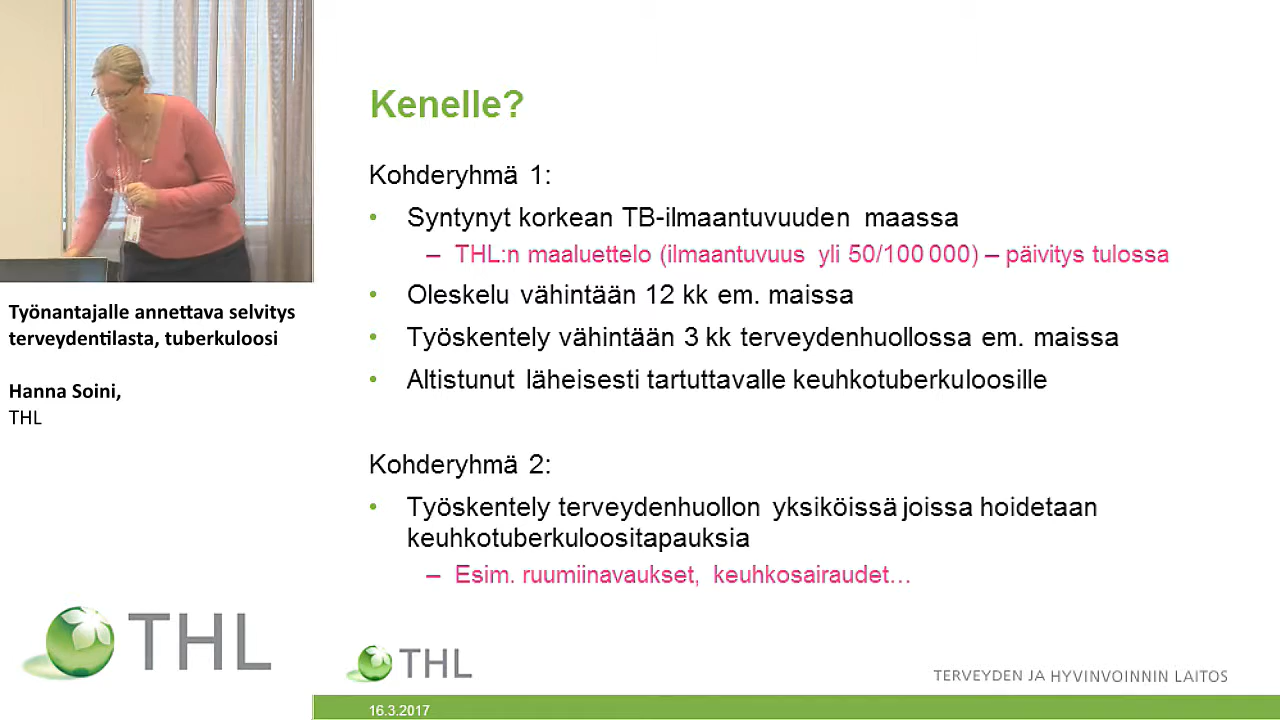 Työnantajalle annettava selvitys
terveydentilasta, tuberkuloosi
Hanna Soini,
THL
THL
Kenelle?
Kohderyhmä 1:
• Syntynyt korkean TB-ilmaantuvuuden maassa
– THL:n maaluettelo (ilmaantuvuus yli 50/100 000) – päivitys tulossa
• Oleskelu vähintään 12 kk em. maissa
• Työskentely vähintään 3 kk terveydenhuollossa em. maissa
• Altistunut läheisesti tartuttavalle keuhkotuberkuloosille
Kohderyhmä 2:
• Työskentely terveydenhuollon yksiköissä joissa hoidetaan
keuhkotuberkuloositapauksia
– Esim. ruumiinavaukset, keuhkosairaudet…
THL
TERVEYDEN JA HYVINVOINNIN LAITOS
16.3.2017